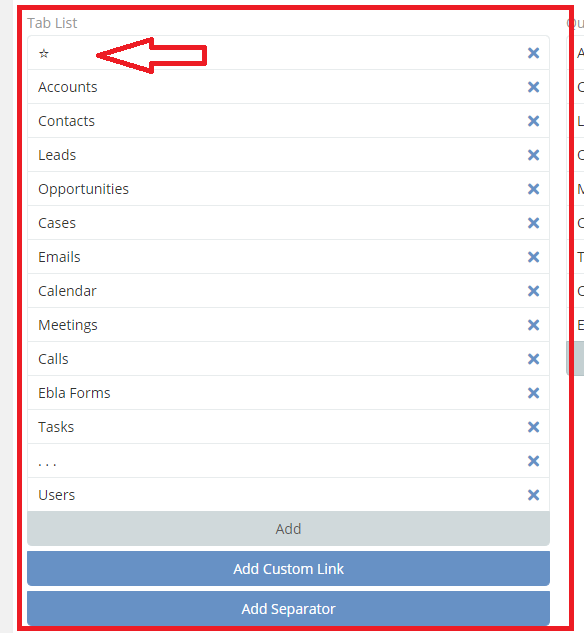 Tab List
☆
Accounts
Contacts
Leads
Opportunities
Cases
Emails
Calendar
Meetings
Calls
Ebla Forms
Tasks
. . .
Users
Add
Add Custom Link
Add Separator